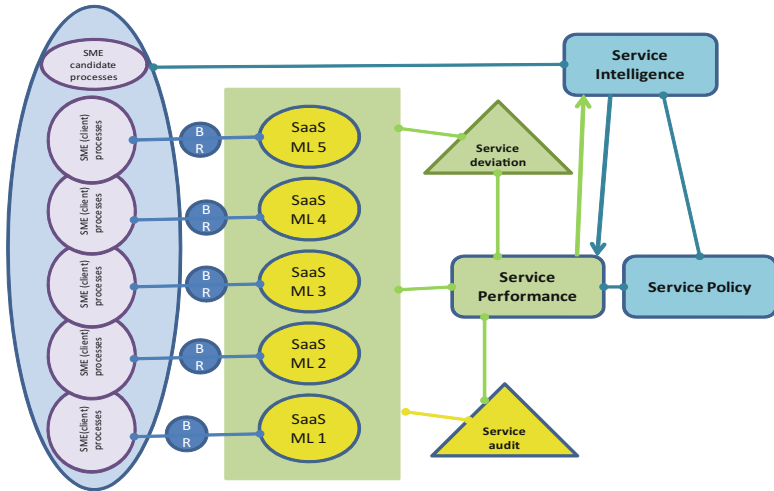 SME
candidate
processes
Service
Intelligence
SME (client)
processes
B
R
SaaS
ML 5
Service
deviation
SME (client)
processes
B
R
SaaS
ML 4
SME (client)
processes
B
R
SaaS
ML 3
Service
Performance
Service Policy
SME (client)
processes
B
R
SaaS
ML 2
SME(client)
processes
B
R
SaaS
ML 1
Service
audit